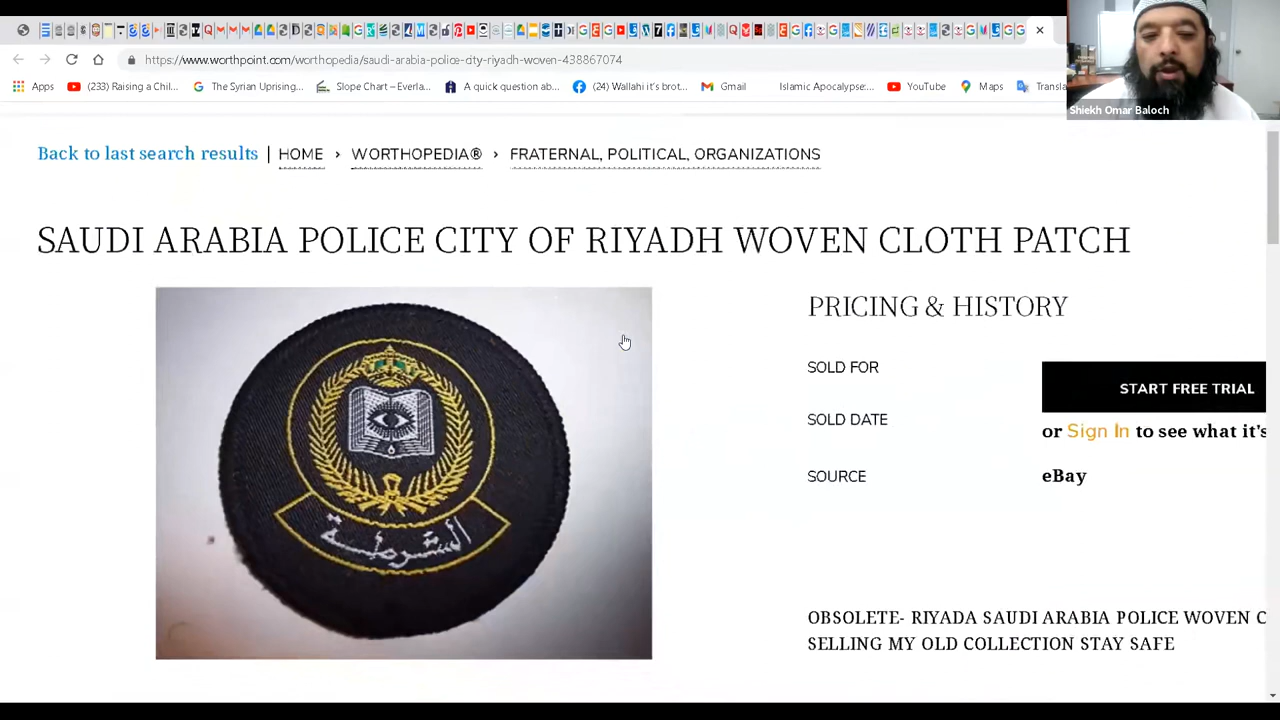 https://www.worthpoint.com/worthopedia/saudi-arabia-police-city-riyadh-woven-438867074
Apps (233) Raising a Chil... The Syrian Uprising... Slope Chart – Everla... A quick question ab... (24) Wallahi it's brot... Gmail Islamic Apocalypse:... YouTube Maps Transla
Shiekh Omar Baloch
Back to last search results | HOME › WORTHOPEDIA® › FRATERNAL, POLITICAL, ORGANIZATIONS
SAUDI ARABIA POLICE CITY OF RIYADH WOVEN CLOTH PATCH
الشرطة
PRICING & HISTORY
SOLD FOR
START FREE TRIAL
SOLD DATE
or Sign In to see what it's
SOURCE eBay
OBSOLETE- RIYADA SAUDI ARABIA POLICE WOVEN C
SELLING MY OLD COLLECTION STAY SAFE